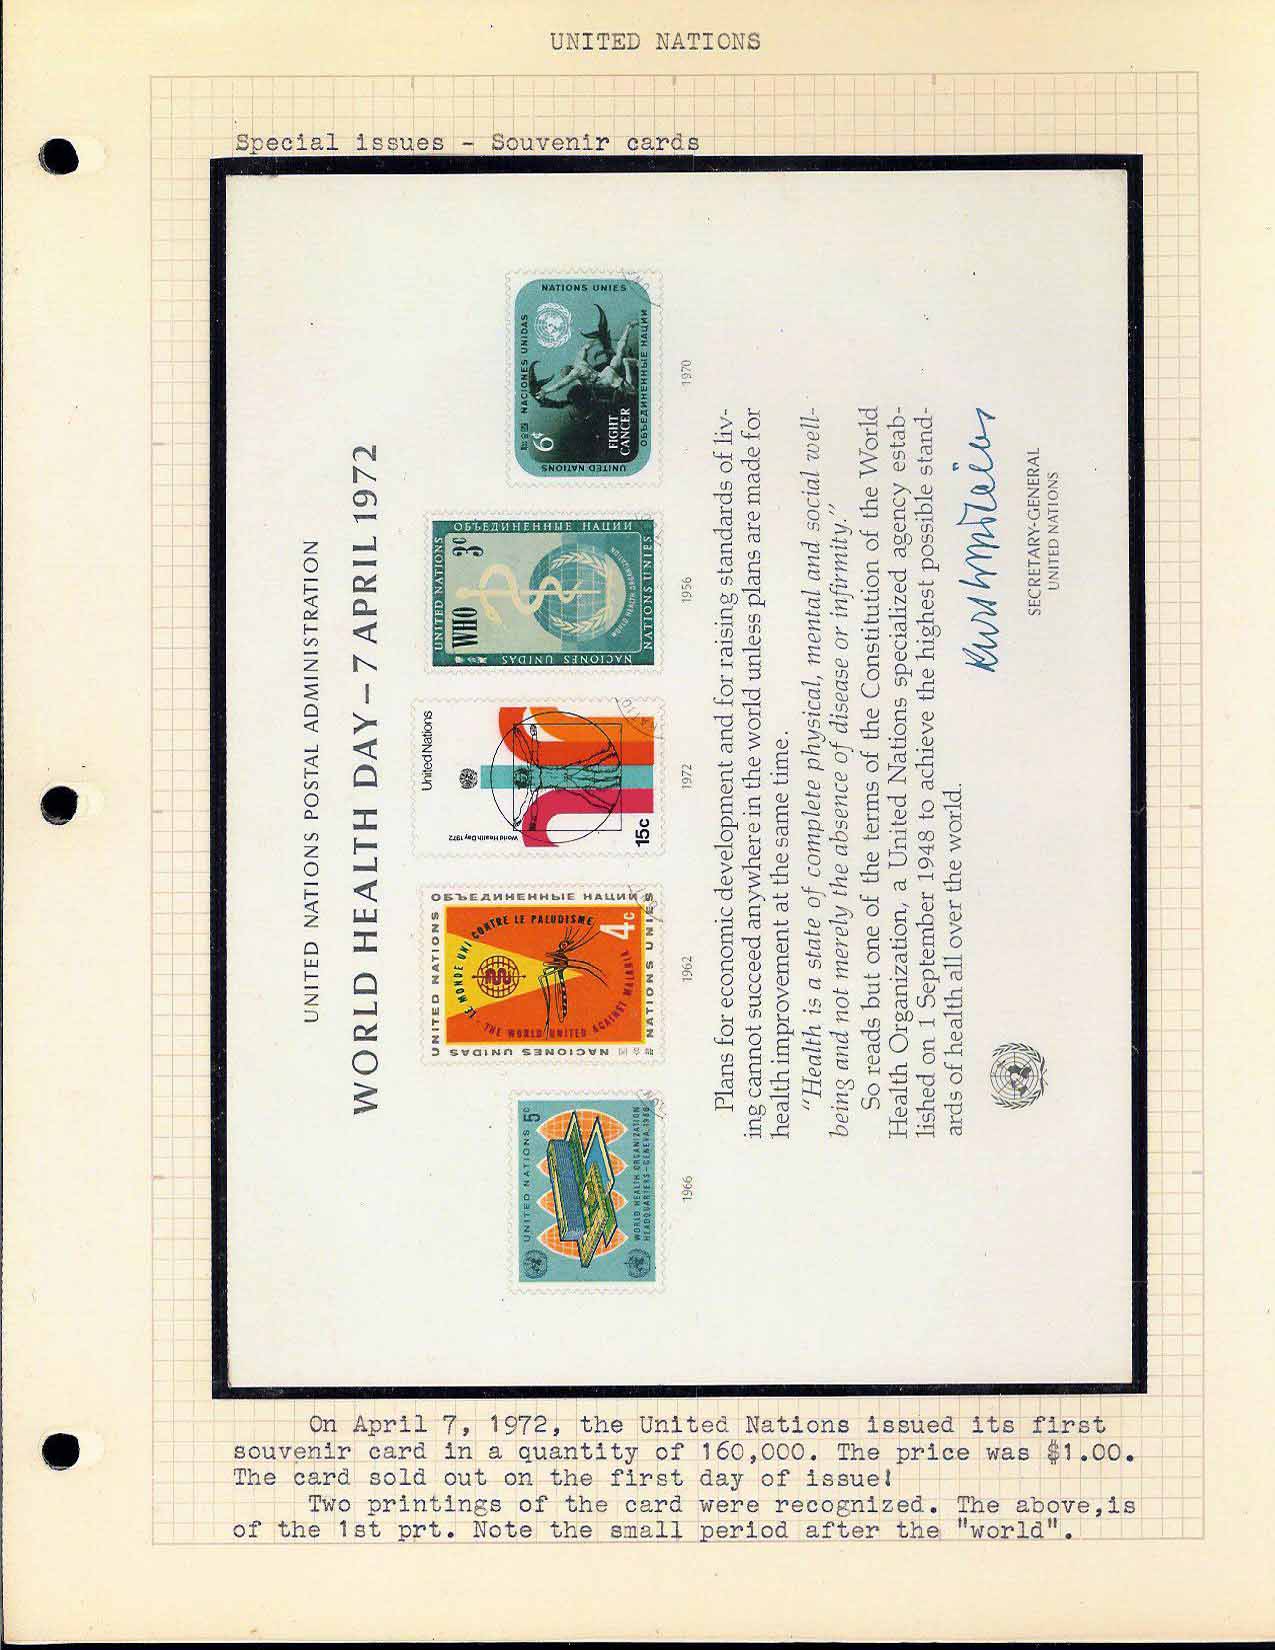 UNITED NATIONS
Special issues - Souvenir cards
UNITED NATIONS POSTAL ADMINISTRATION
WORLD HEALTH DAY – 7 APRIL 1972
UNITED NATIONS 5c
WORLD HEALTH ORGANIZATION
HEADQUARTERS–GENEVA–1966
1966
ОБЪЕДИНЕННЫЕ НАЦИИ
UNITED NATIONS
LE MONDE UNI CONTRE LE PALUDISME
4c
THE WORLD UNITED AGAINST MALARIA
NACIONES UNIDAS
NATIONS UNIES
1962
United Nations
World Health Day 1972
15c
1972
ОБЪЕДИНЕННЫЕ НАЦИИ
UNITED NATIONS
3c
WHO
WORLD HEALTH ORGANIZATION
NACIONES UNIDAS
NATIONS UNIES
1956
NATIONS UNIES
NACIONES UNIDAS
6c
FIGHT
CANCER
ОБЪЕДИНЕННЫЕ НАЦИИ
UNITED NATIONS
1970
Plans for economic development and for raising standards of liv-
ing cannot succeed anywhere in the world unless plans are made for
health improvement at the same time.
"Health is a state of complete physical, mental and social well-
being and not merely the absence of disease or infirmity."
So reads but one of the terms of the Constitution of the World
Health Organization, a United Nations specialized agency estab-
lished on 1 September 1948 to achieve the highest possible stand-
ards of health all over the world.
SECRETARY-GENERAL
UNITED NATIONS
On April 7, 1972, the United Nations issued its first
souvenir card in a quantity of 160,000. The price was $1.00.
The card sold out on the first day of issue!
Two printings of the card were recognized. The above,is
of the 1st prt. Note the small period after the "world".